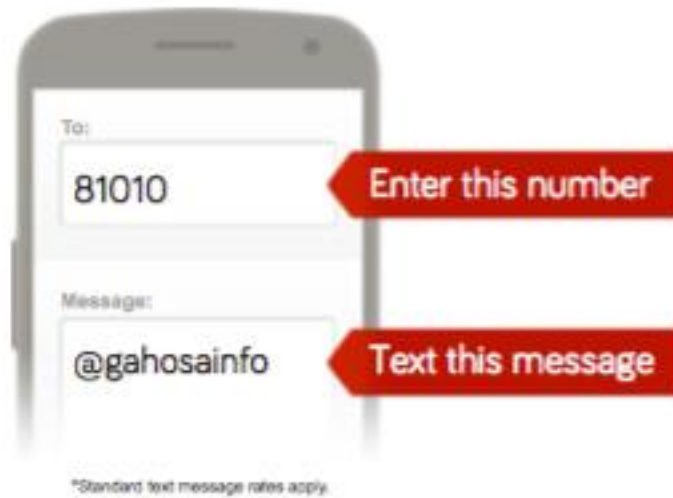 To:
81010
Enter this number
Message:
@gahosainfo
Text this message
*Standard text message rates apply.